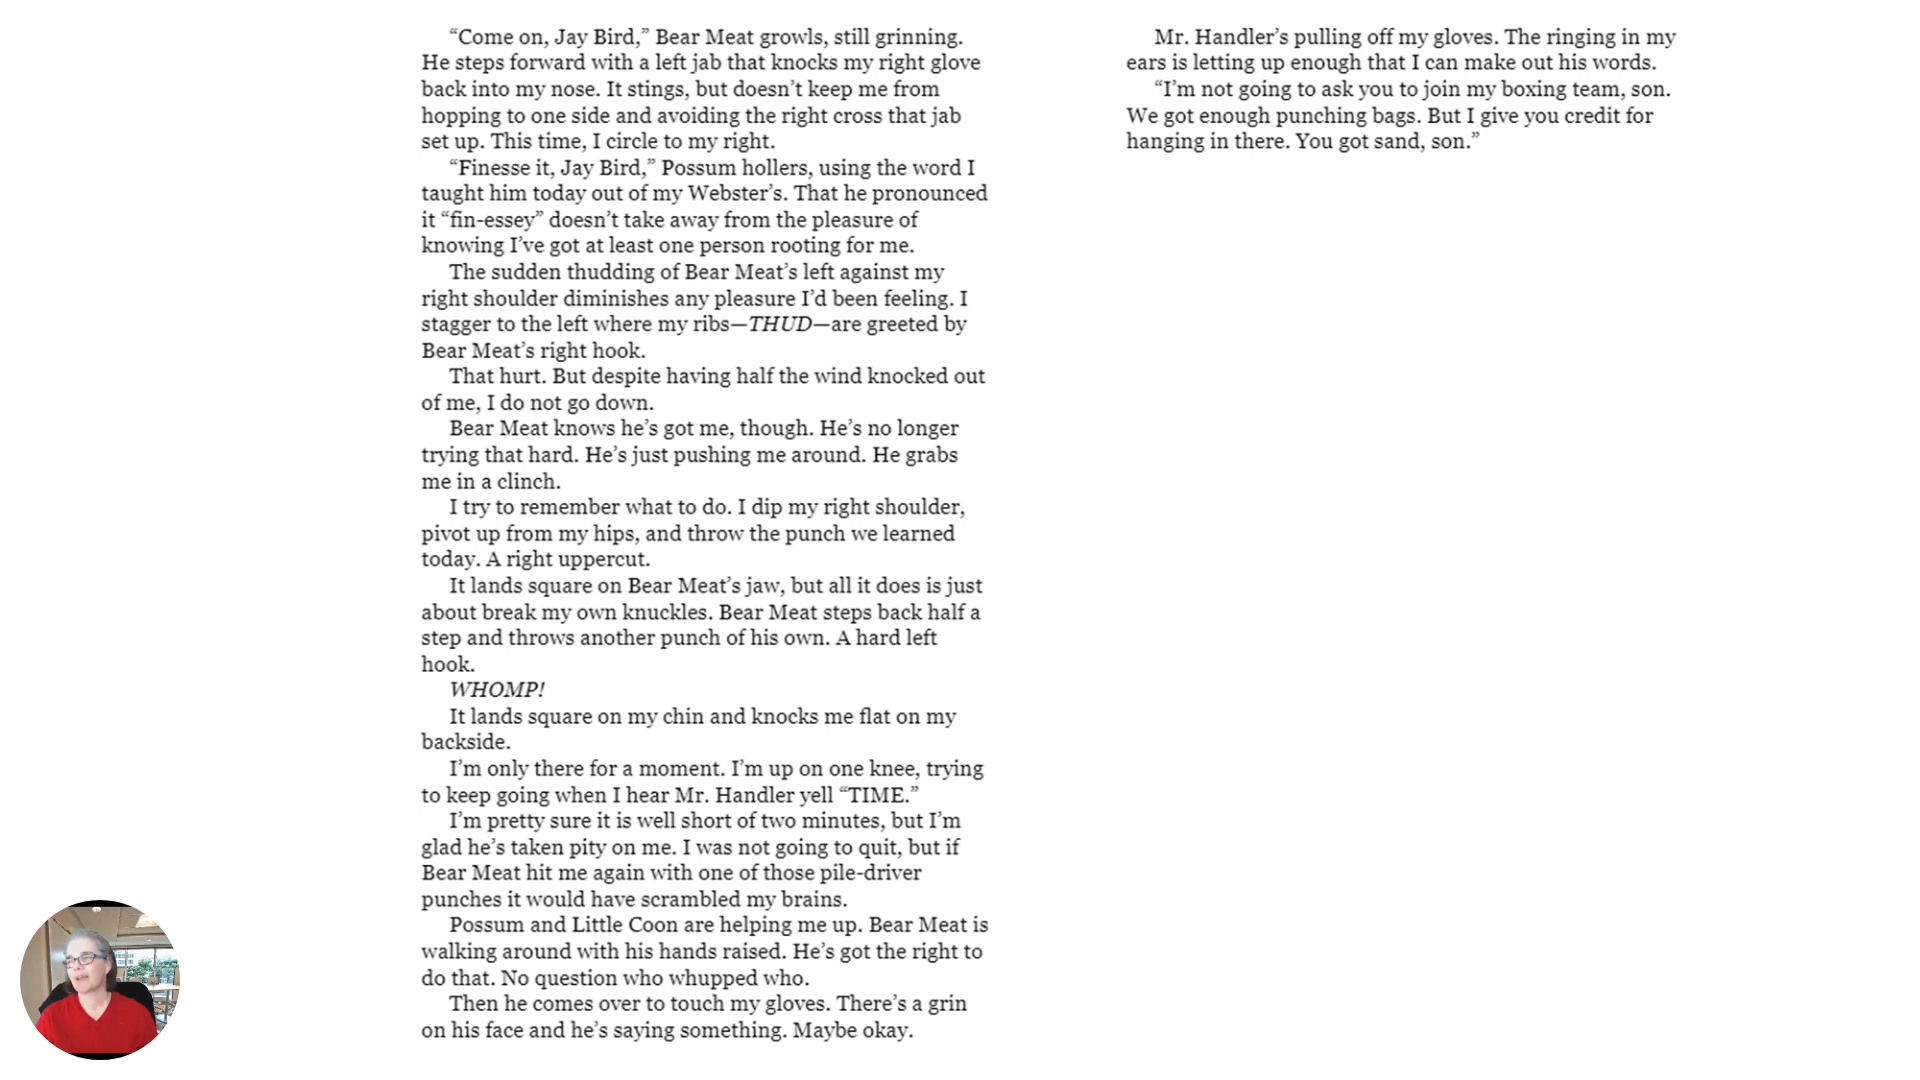 “Come on, Jay Bird,” Bear Meat growls, still grinning.
He steps forward with a left jab that knocks my right glove
back into my nose. It stings, but doesn’t keep me from
hopping to one side and avoiding the right cross that jab
set up. This time, I circle to my right.
“Finesse it, Jay Bird,” Possum hollers, using the word I
taught him today out of my Webster’s. That he pronounced
it “fin-essey” doesn’t take away from the pleasure of
knowing I’ve got at least one person rooting for me.
The sudden thudding of Bear Meat’s left against my
right shoulder diminishes any pleasure I’d been feeling. I
stagger to the left where my ribs—THUD—are greeted by
Bear Meat’s right hook.
That hurt. But despite having half the wind knocked out
of me, I do not go down.
Bear Meat knows he’s got me, though. He’s no longer
trying that hard. He’s just pushing me around. He grabs
me in a clinch.
I try to remember what to do. I dip my right shoulder,
pivot up from my hips, and throw the punch we learned
today. A right uppercut.
It lands square on Bear Meat’s jaw, but all it does is just
about break my own knuckles. Bear Meat steps back half a
step and throws another punch of his own. A hard left
hook.
WHOMP!
It lands square on my chin and knocks me flat on my
backside.
I’m only there for a moment. I’m up on one knee, trying
to keep going when I hear Mr. Handler yell “TIME.”
I’m pretty sure it is well short of two minutes, but I’m
glad he’s taken pity on me. I was not going to quit, but if
Bear Meat hit me again with one of those pile-driver
punches it would have scrambled my brains.
Possum and Little Coon are helping me up. Bear Meat is
walking around with his hands raised. He’s got the right to
do that. No question who whupped who.
Then he comes over to touch my gloves. There’s a grin
on his face and he’s saying something. Maybe okay.
Mr. Handler’s pulling off my gloves. The ringing in my
ears is letting up enough that I can make out his words.
“I’m not going to ask you to join my boxing team, son.
We got enough punching bags. But I give you credit for
hanging in there. You got sand, son.”